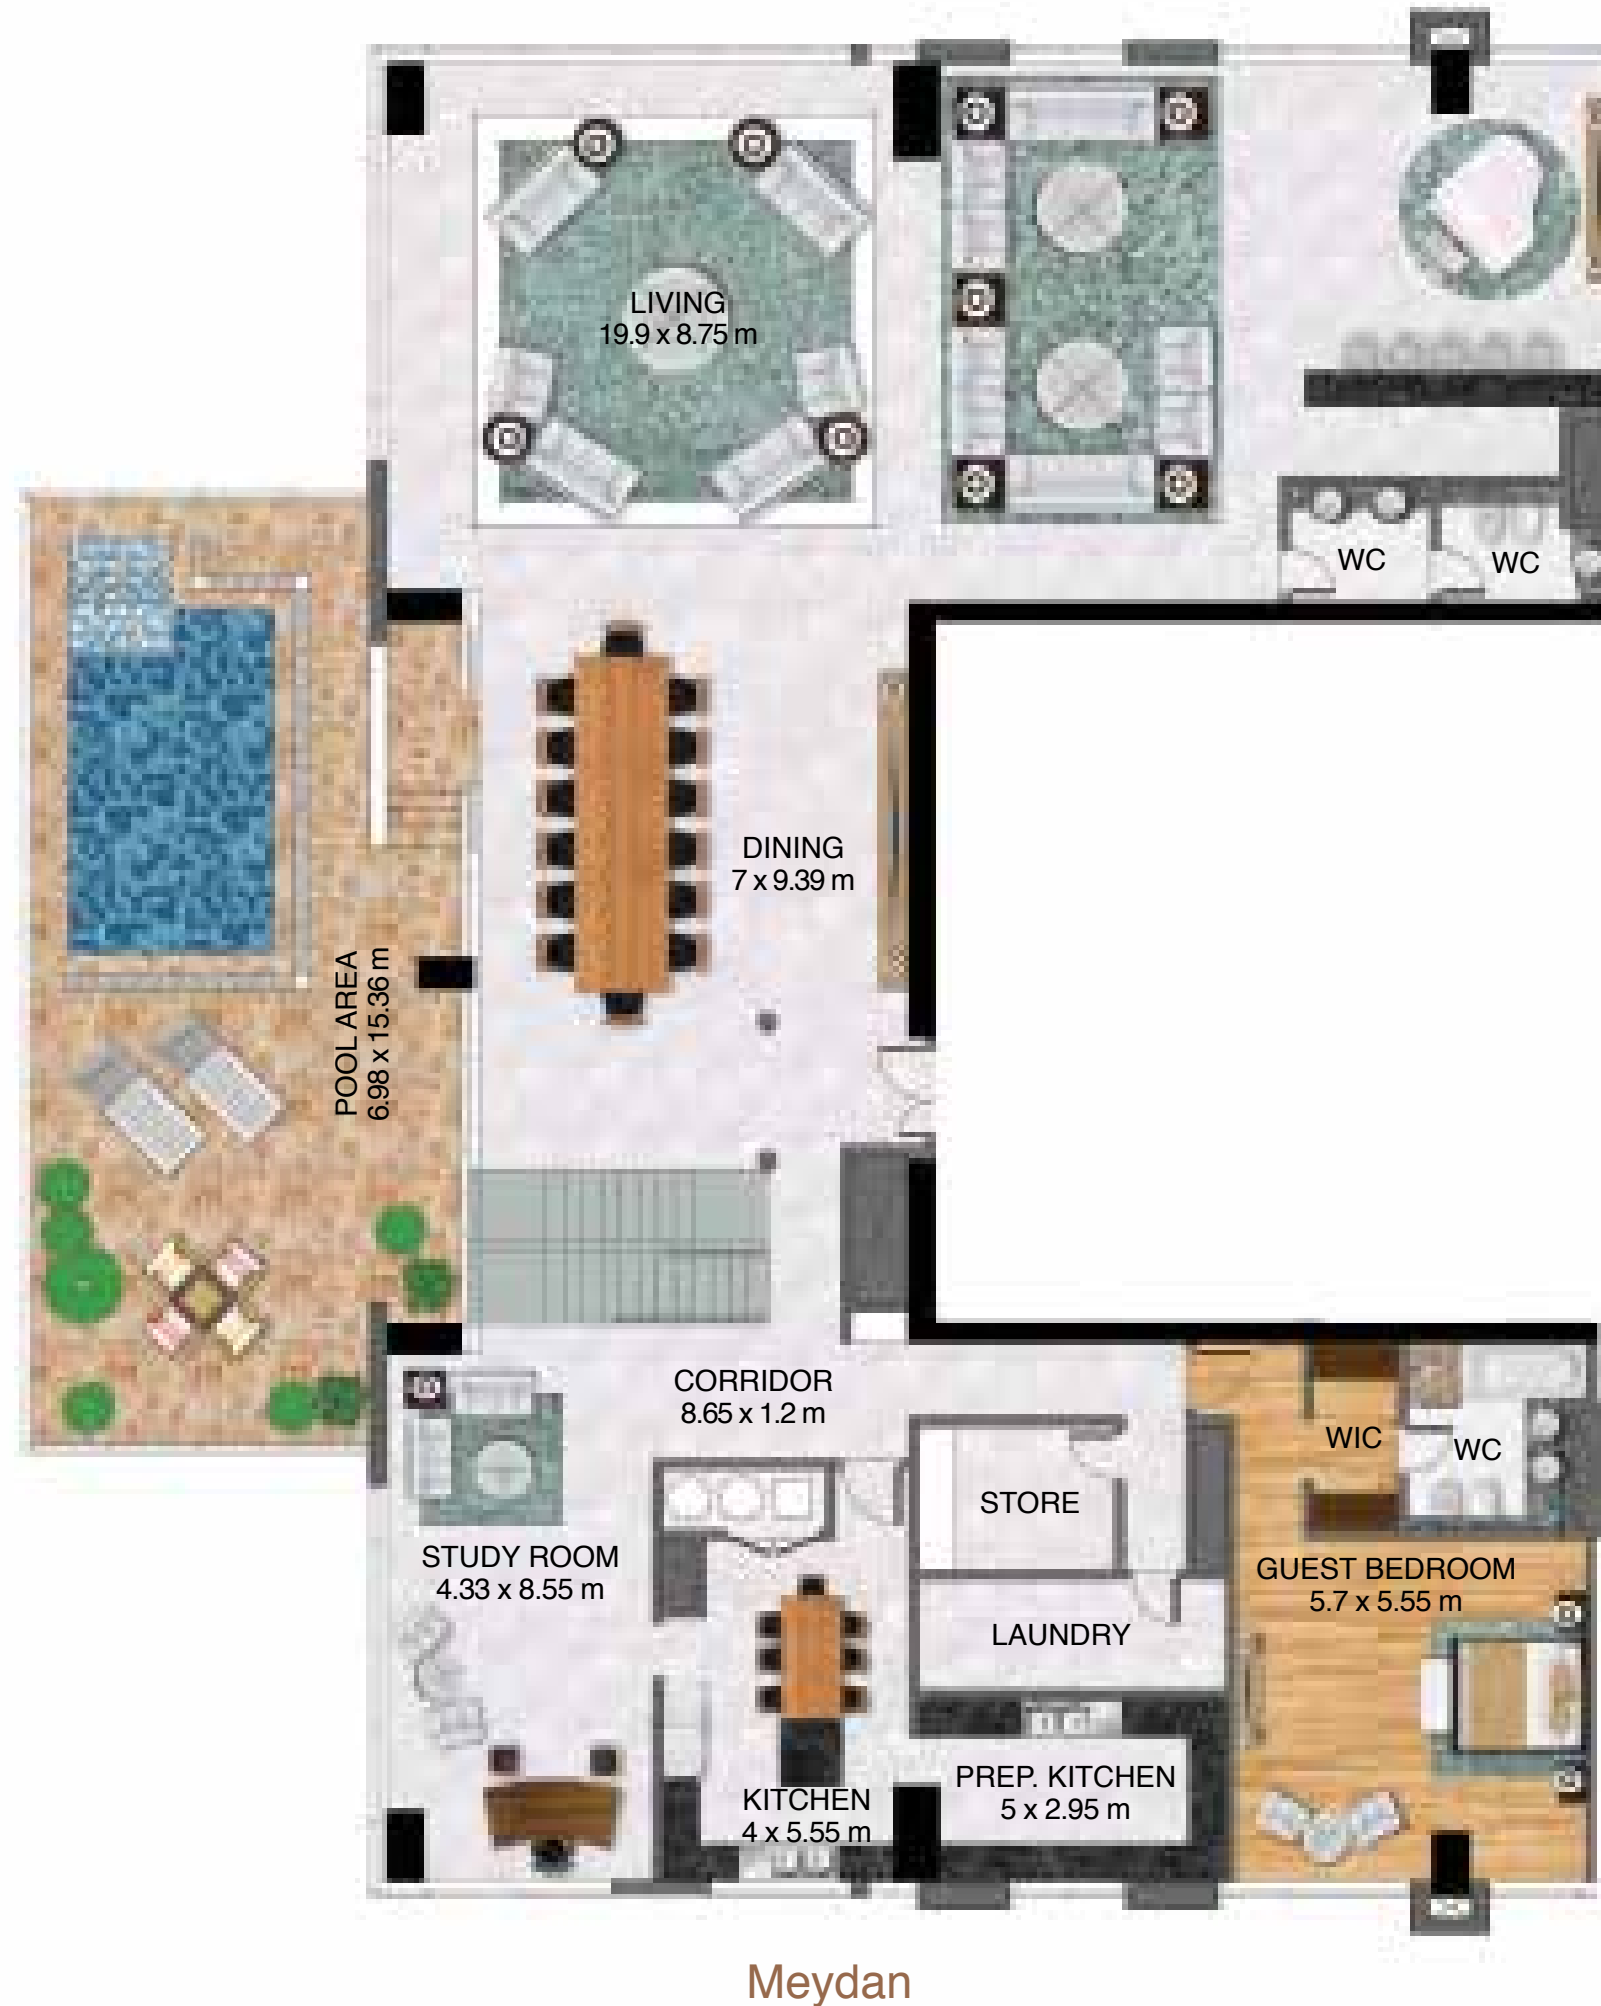 LIVING
19.9 x 8.75 m
WC
WC
DINING
7 x 9.39 m
POOL AREA
6.98 x 15.36 m
CORRIDOR
8.65 x 1.2 m
WIC
WC
STORE
STUDY ROOM
4.33 x 8.55 m
GUEST BEDROOM
5.7 x 5.55 m
LAUNDRY
PREP. KITCHEN
5 x 2.95 m
KITCHEN
4 x 5.55 m
Meydan